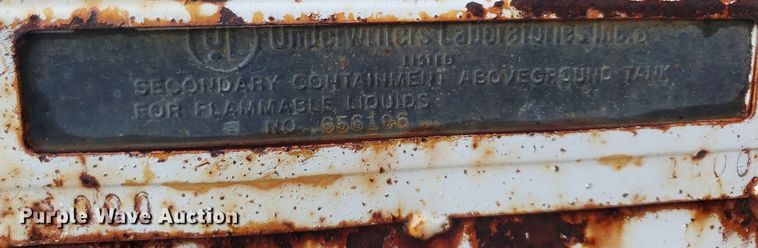 UL Underwriters Laboratories, Inc.®
LISTED
SECONDARY CONTAINMENT ABOVEGROUND TANK
FOR FLAMMABLE LIQUIDS
NO 656196
Purple Wave Auction